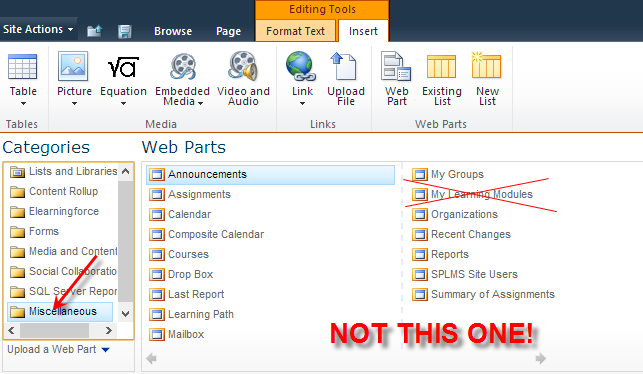 Editing Tools
Site Actions
Browse
Page
Format Text
Insert
Table
Picture
Equation
Embedded
Media
Video and
Audio
Link
Upload
File
Web
Part
Existing
List
New
List
Tables
Media
Links
Web Parts
Categories
Lists and Libraries
Content Rollup
Elearningforce
Forms
Media and Content
Social Collaboratio
SQL Server Repor
Miscellaneous
Upload a Web Part
Web Parts
Announcements
Assignments
Calendar
Composite Calendar
Courses
Drop Box
Last Report
Learning Path
Mailbox
My Groups
My Learning Modules
Organizations
Recent Changes
Reports
SPLMS Site Users
Summary of Assignments
NOT THIS ONE!